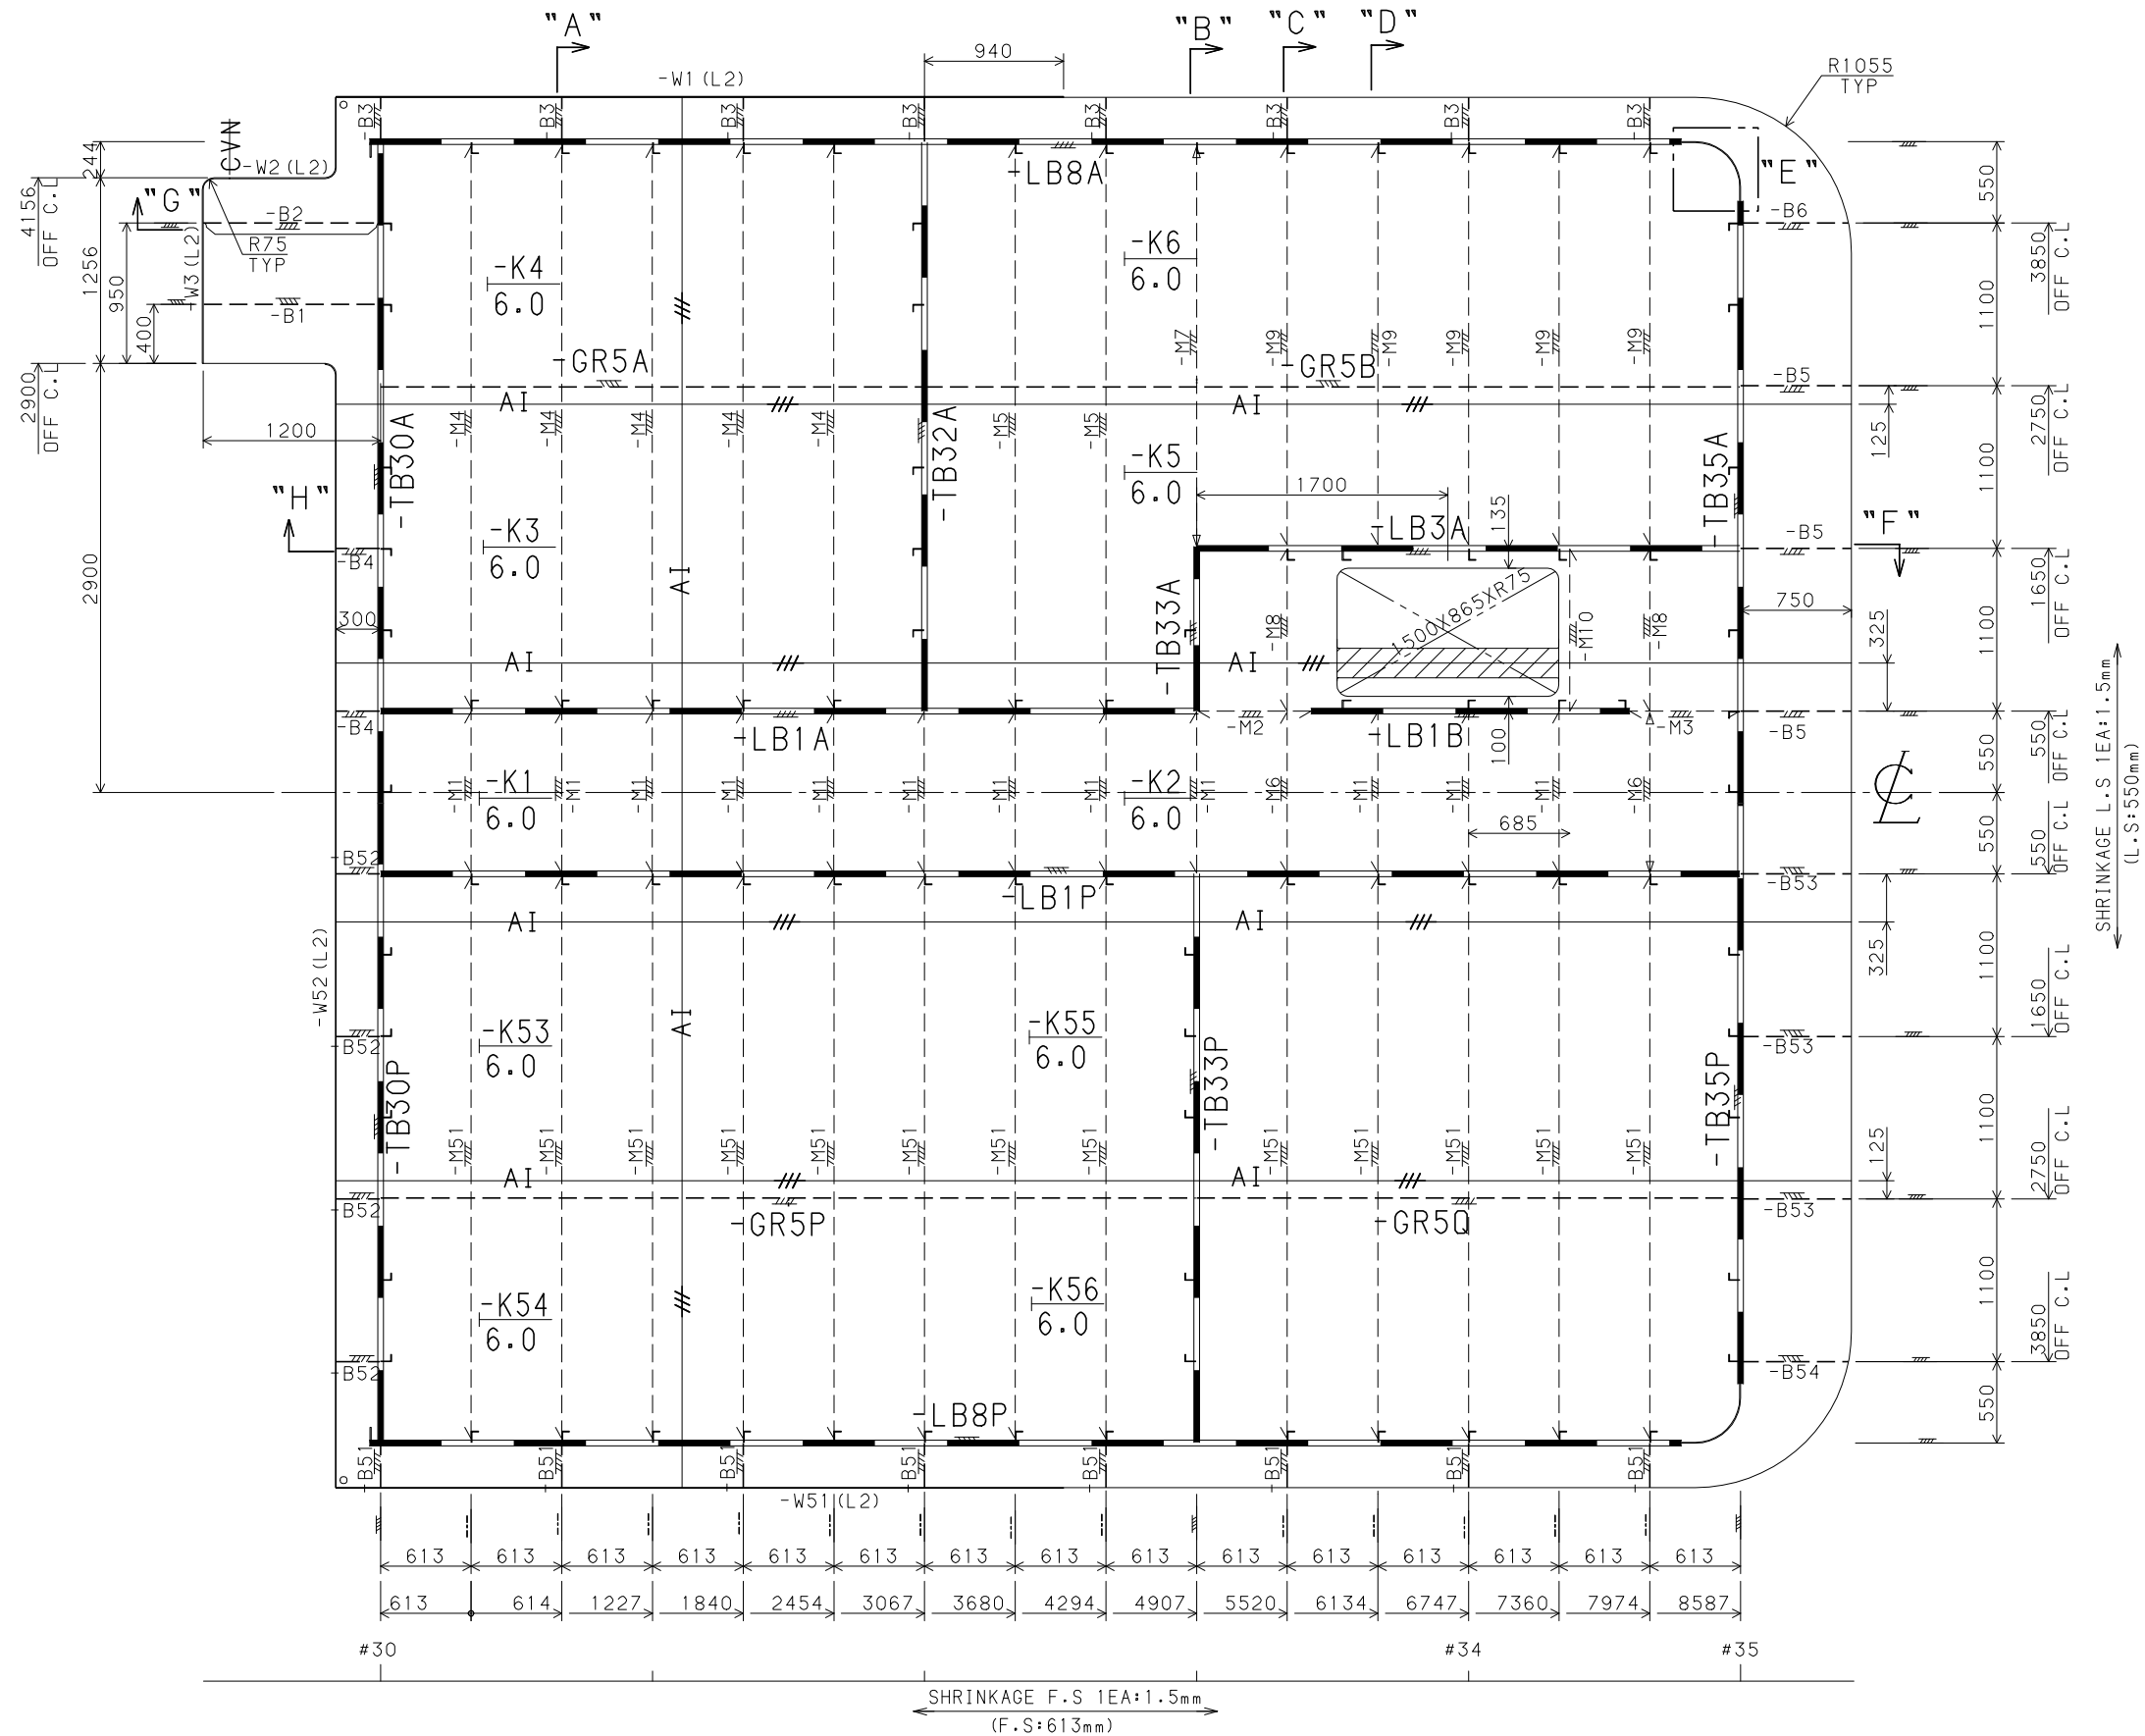 "A"
"B"
"C"
"D"
940
R1055
TYP
-W1(L2)
-B3
-B3
-B3
-B3
-B3
-B3
-B3
-B3
CVN
244
-W2(L2)
-LB8A
"E"
550
4156
OFF C.L
"G"
-B2
-B6
R75
TYP
-W3(L2)
1256
950
400
-B1
-K4
6.0
-K6
6.0
3850
OFF C.L
1100
-M7
-M9
-M9
-M9
-M9
-M9
-GR5A
-GR5B
-B5
2900
OFF C.L
AI
AI
2750
OFF C.L
125
1200
-TB30A
-M4
-M4
-M4
-M4
-M4
-TB32A
-M5
-M5
-TB35A
1100
-K5
6.0
"H"
1700
135
-K3
6.0
-LB3A
-B5
"F"
-B4
1650
OFF C.L
2900
AI
300
-TB33A
-M8
1500X865XR75
-M10
-M8
750
1100
325
AI
AI
-B4
-LB1A
-M2
-LB1B
-M3
-B5
100
550
550
OFF C.L
SHRINKAGE L.S 1EA:1.5mm
(L.S:550mm)
-M1
-K1
6.0
-M1
-M1
-M1
-M1
-M1
-M1
-M1
-K2
6.0
-M1
-M6
-M1
-M1
-M1
-M6
℄
685
550
550
OFF C.L
-B52
-LB1P
-B53
AI
AI
325
-W52(L2)
1100
1650
OFF C.L
-K53
6.0
AI
-K55
6.0
-B52
-B53
-TB30P
-TB33P
-TB35P
-M51
-M51
-M51
-M51
-M51
-M51
-M51
-M51
-M51
-M51
-M51
-M51
-M51
1100
125
2750
OFF C.L
AI
AI
-B52
-GR5P
-GR5Q
-B53
-K54
6.0
-K56
6.0
1100
3850
OFF C.L
-B52
-B54
-LB8P
550
-B51
-B51
-B51
-B51
-B51
-B51
-B51
-B51
-W51(L2)
613 613 613 613 613 613 613 613 613 613 613 613 613 613 613
613 614 1227 1840 2454 3067 3680 4294 4907 5520 6134 6747 7360 7974 8587
#30 #34 #35
SHRINKAGE F.S 1EA:1.5mm
(F.S:613mm)